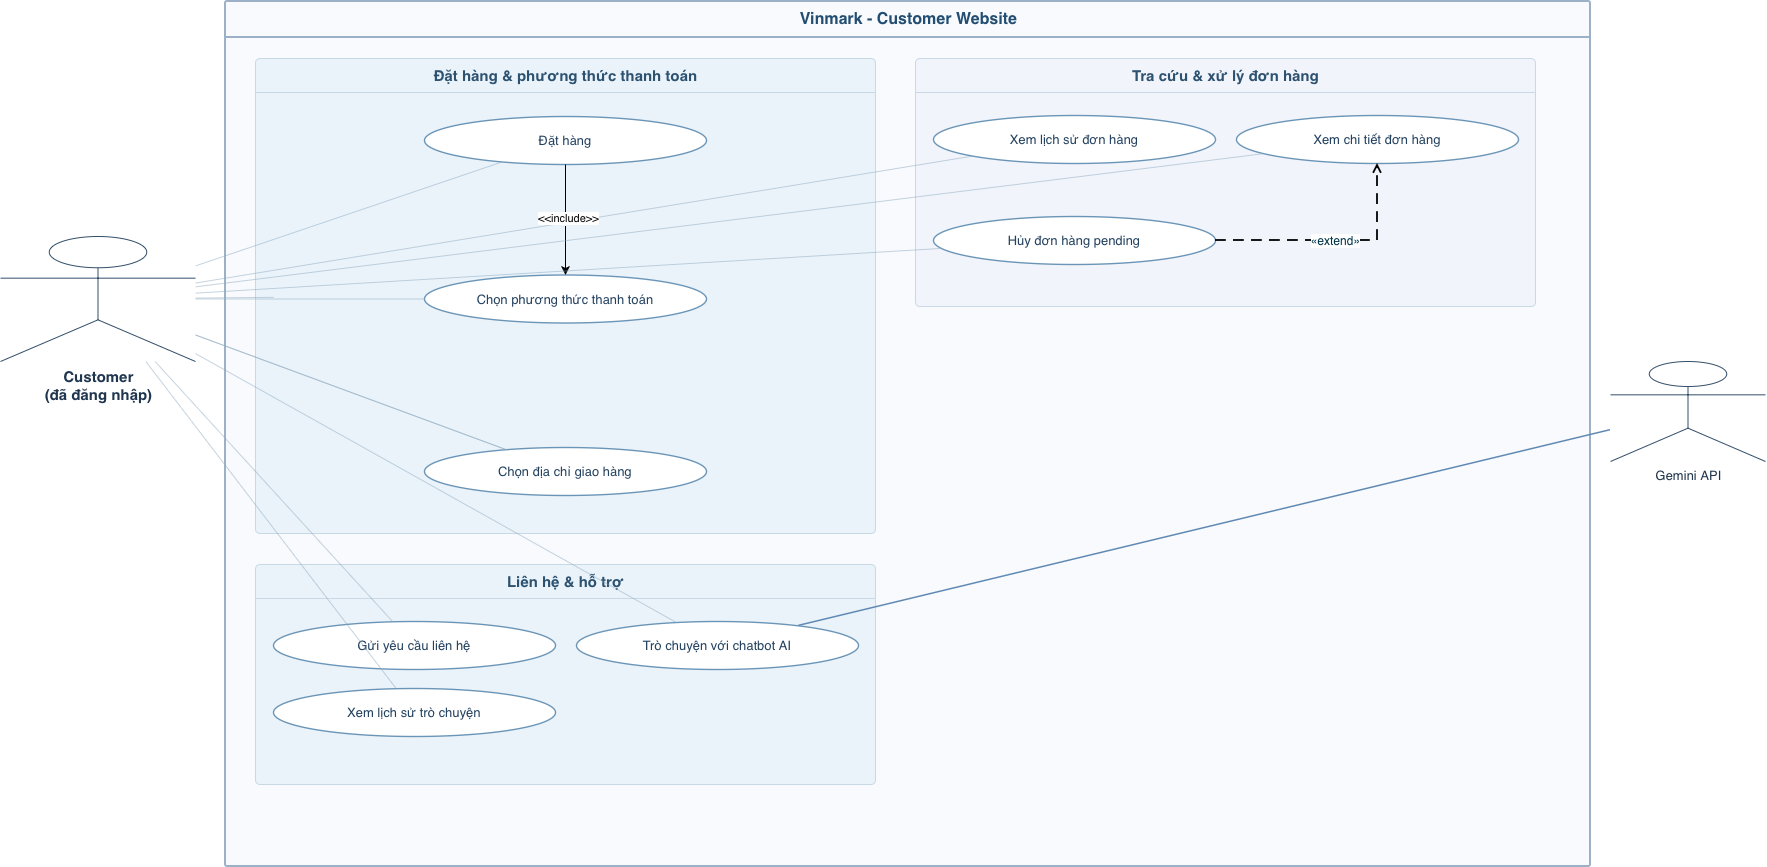 Vinmark - Customer Website
Đặt hàng & phương thức thanh toán
Đặt hàng
<<include>>
Chọn phương thức thanh toán
Chọn địa chỉ giao hàng
Tra cứu & xử lý đơn hàng
Xem lịch sử đơn hàng
Xem chi tiết đơn hàng
Hủy đơn hàng pending
«extend»
Customer
(đã đăng nhập)
Gemini API
Liên hệ & hỗ trợ
Gửi yêu cầu liên hệ
Trò chuyện với chatbot AI
Xem lịch sử trò chuyện